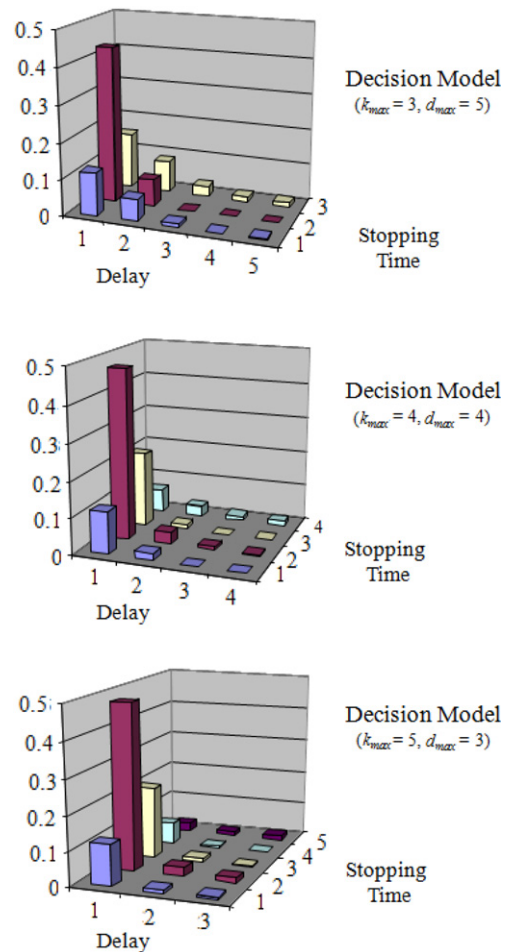 0.5
0.4
0.3
0.2
0.1
0
1
2
3
4
5
Delay
1
2
3
Stopping
Time
Decision Model
(kmax = 3, dmax = 5)
0.5
0.4
0.3
0.2
0.1
0
1
2
3
4
Delay
1
2
3
4
Stopping
Time
Decision Model
(kmax = 4, dmax = 4)
0.5
0.4
0.3
0.2
0.1
0
1
2
3
Delay
1
2
3
4
5
Stopping
Time
Decision Model
(kmax = 5, dmax = 3)